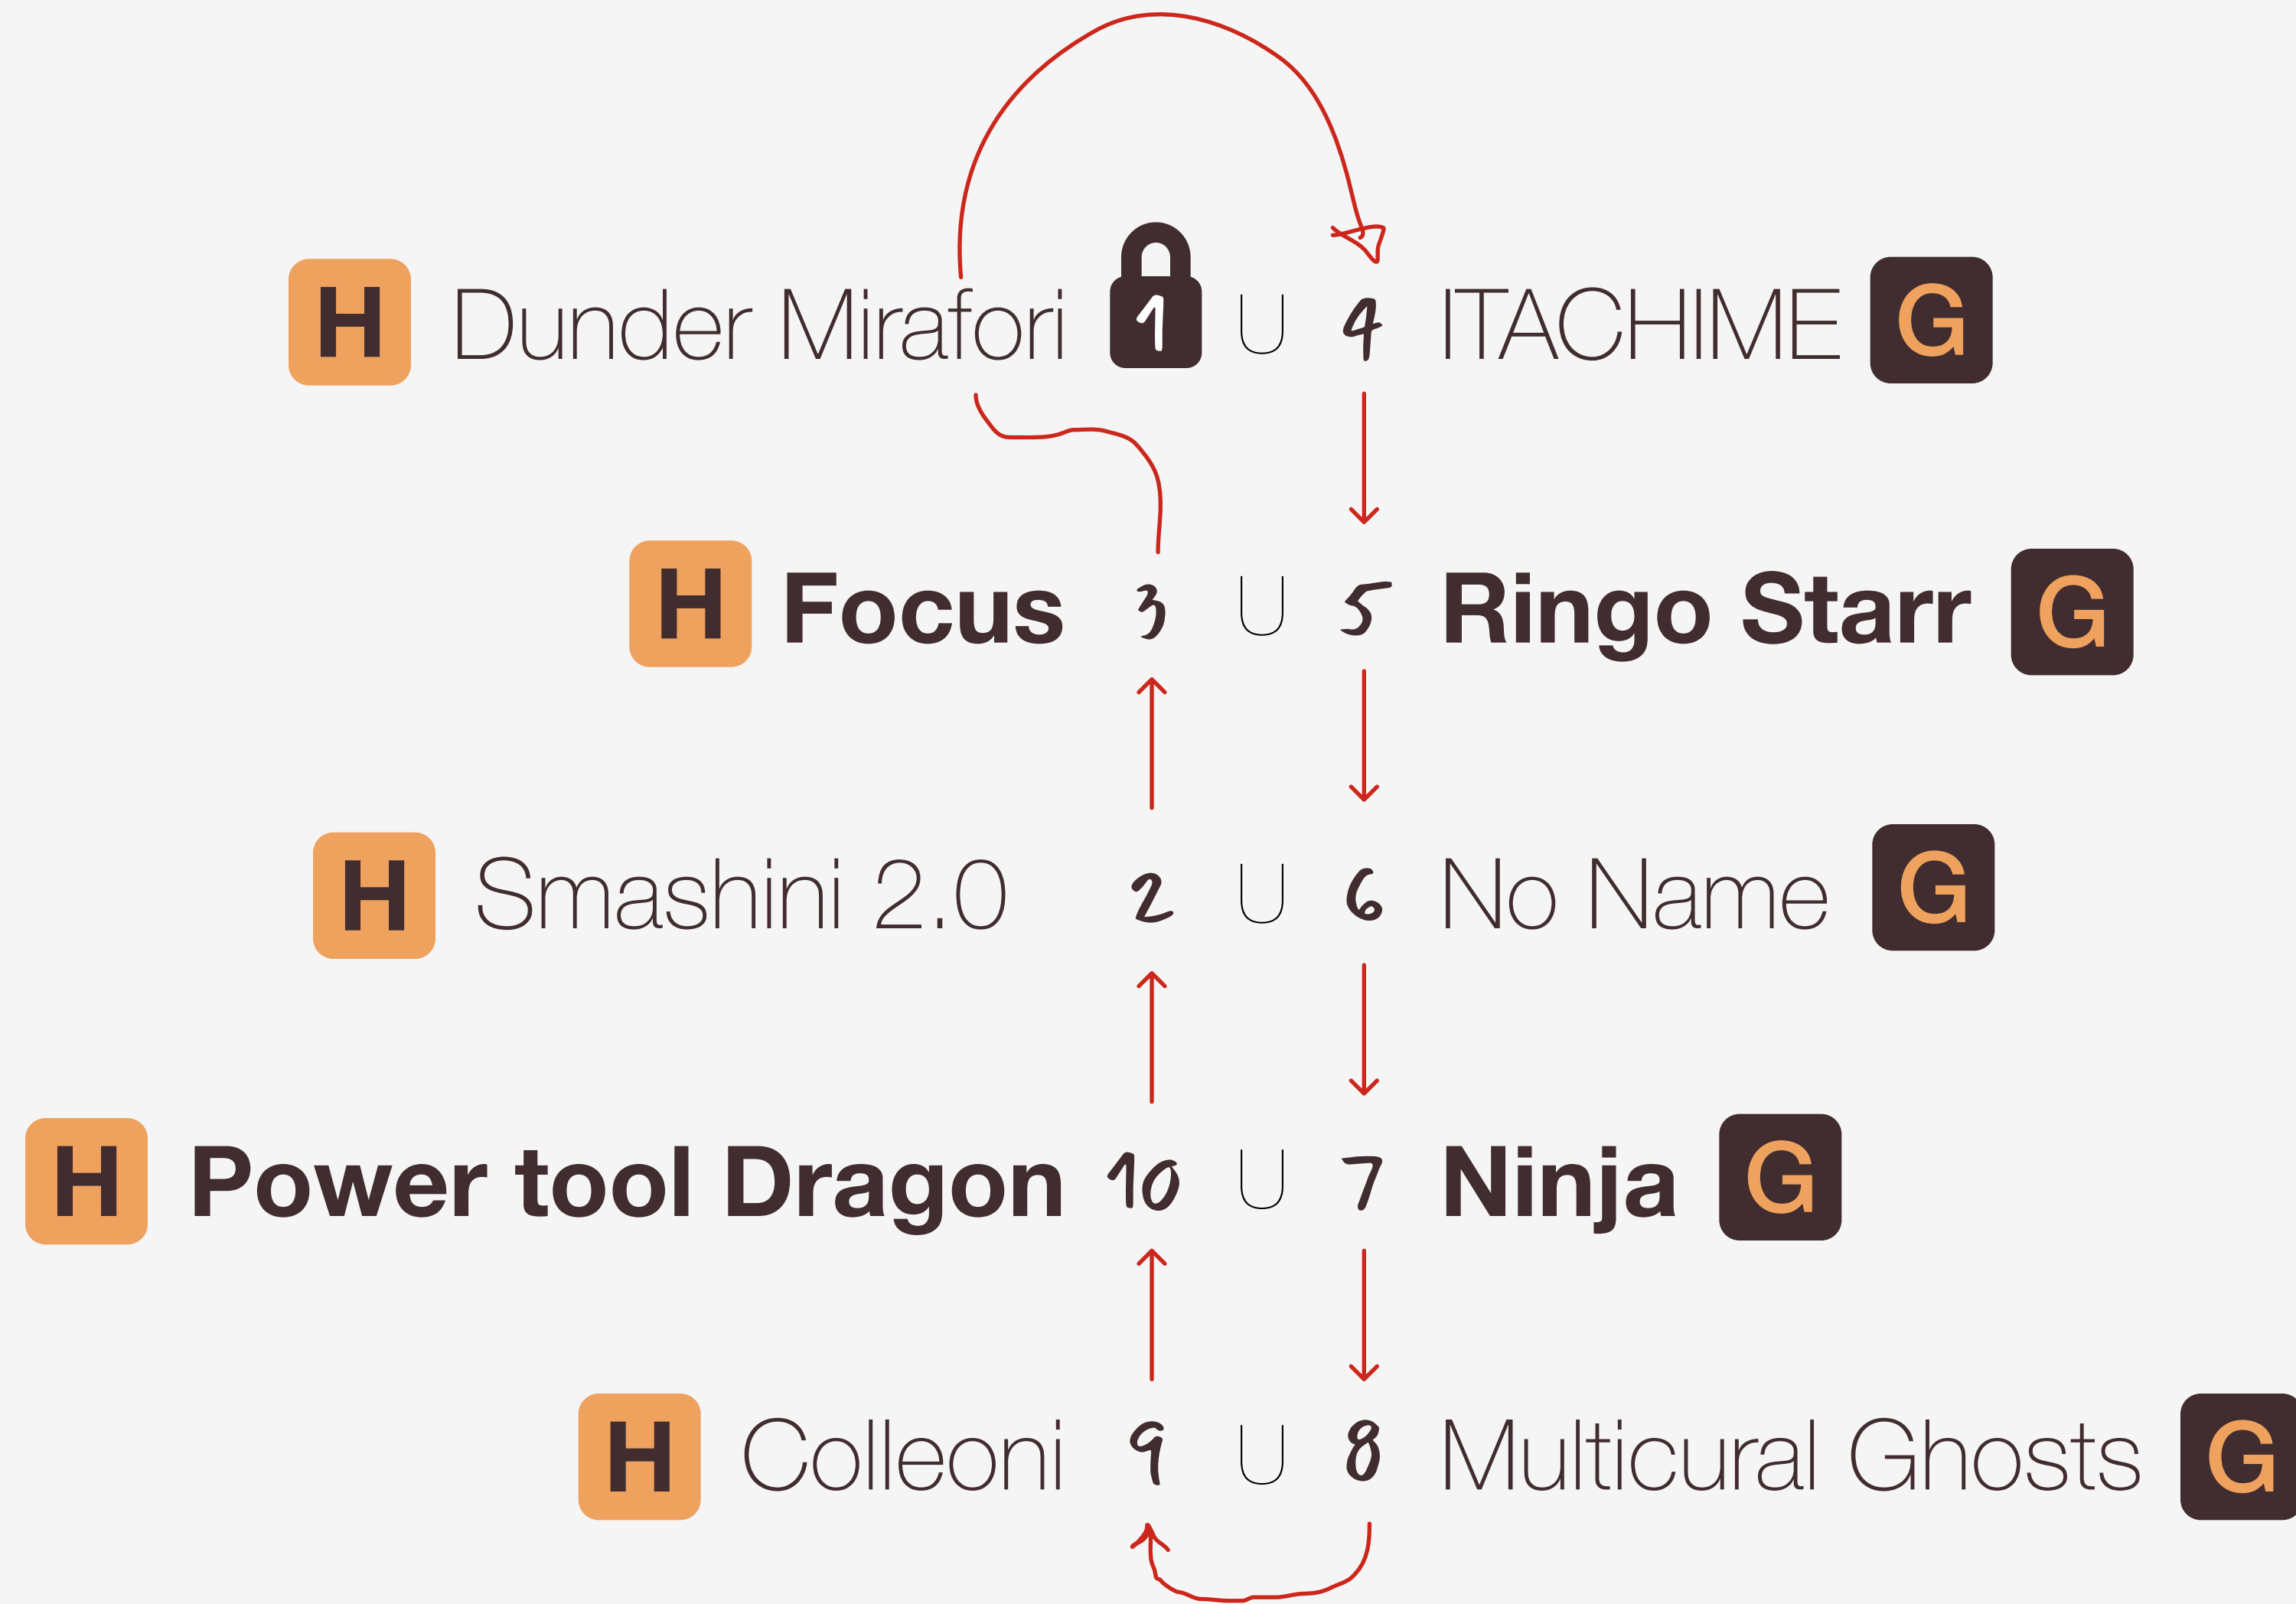 H Dunder Mirafori 1 U 4 ITACHIME G
H Focus 3 U 5 Ringo Starr G
H Smashini 2.0 2 U 6 No Name G
H Power tool Dragon 10 U 7 Ninja G
H Colleoni 9 U 8 Multicural Ghosts G